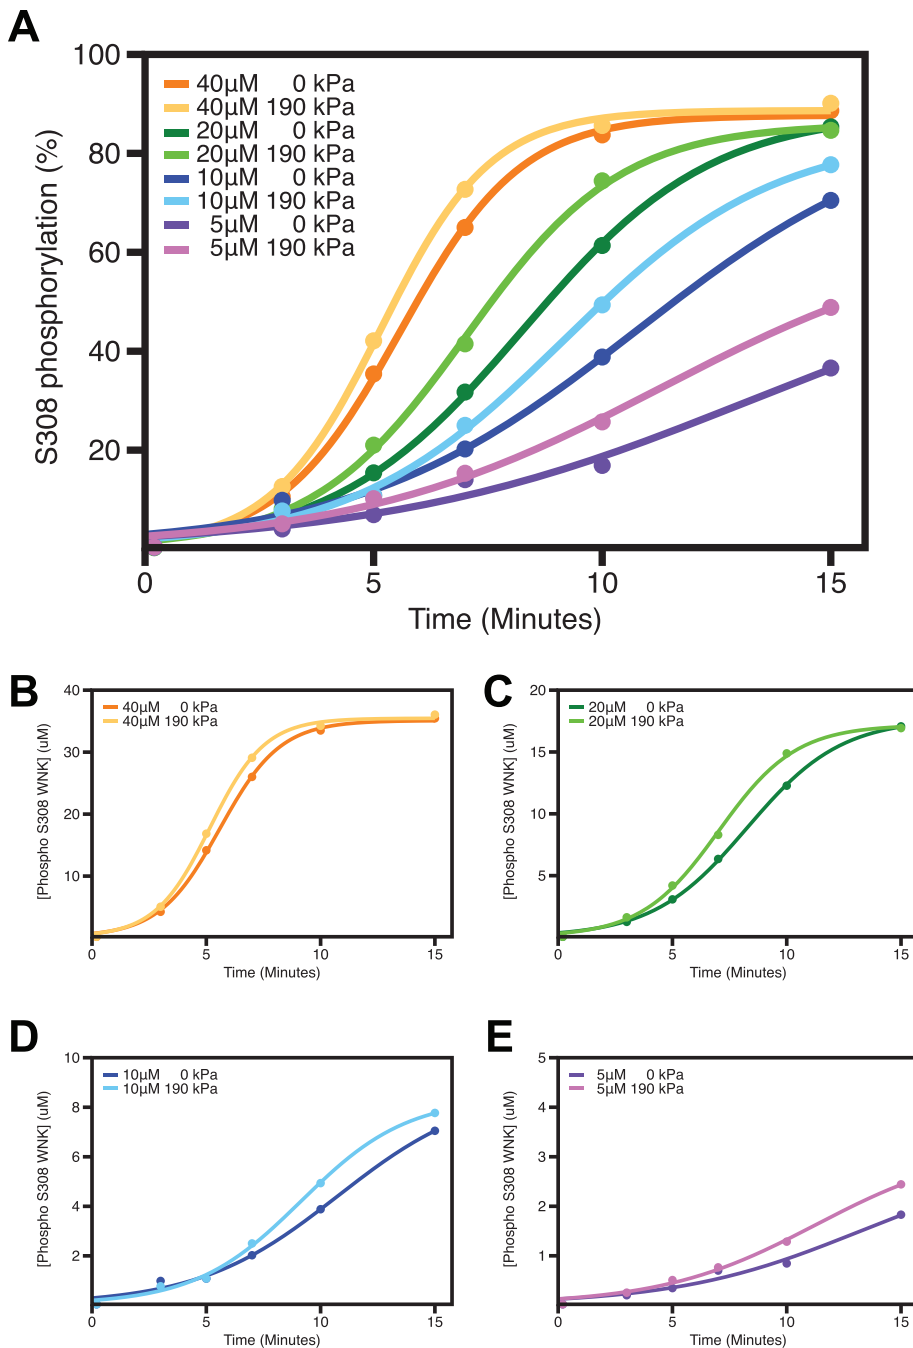 A
100
80
60
40
20
S308 phosphorylation (%)
40µM 0 kPa
40µM 190 kPa
20µM 0 kPa
20µM 190 kPa
10µM 0 kPa
10µM 190 kPa
5µM 0 kPa
5µM 190 kPa
0 5 10 15
Time (Minutes)
B
40
30
20
10
[Phospho S308 WNK] (uM)
40µM 0 kPa
40µM 190 kPa
0 5 10 15
Time (Minutes)
C
20
15
10
5
[Phospho S308 WNK] (uM)
20µM 0 kPa
20µM 190 kPa
0 5 10 15
Time (Minutes)
D
10
8
6
4
2
[Phospho S308 WNK] (uM)
10µM 0 kPa
10µM 190 kPa
0 5 10 15
Time (Minutes)
E
5
4
3
2
1
[Phospho S308 WNK] (uM)
5µM 0 kPa
5µM 190 kPa
0 5 10 15
Time (Minutes)